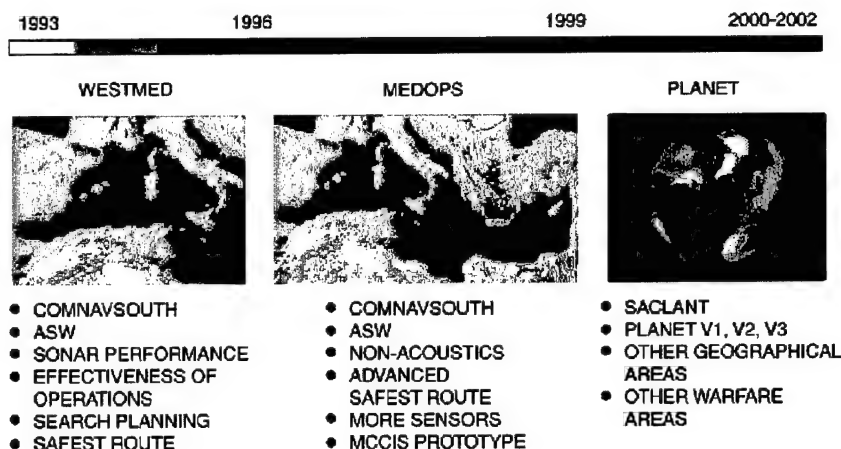 1993 1996 1999 2000-2002
WESTMED MEDOPS PLANET
• COMNAVSOUTH
• ASW
• SONAR PERFORMANCE
• EFFECTIVENESS OF
OPERATIONS
• SEARCH PLANNING
• SAFEST ROUTE
• COMNAVSOUTH
• ASW
• NON-ACOUSTICS
• ADVANCED
SAFEST ROUTE
• MORE SENSORS
• MCCIS PROTOTYPE
• SACLANT
• PLANET V1, V2, V3
• OTHER GEOGRAPHICAL
AREAS
• OTHER WARFARE
AREAS